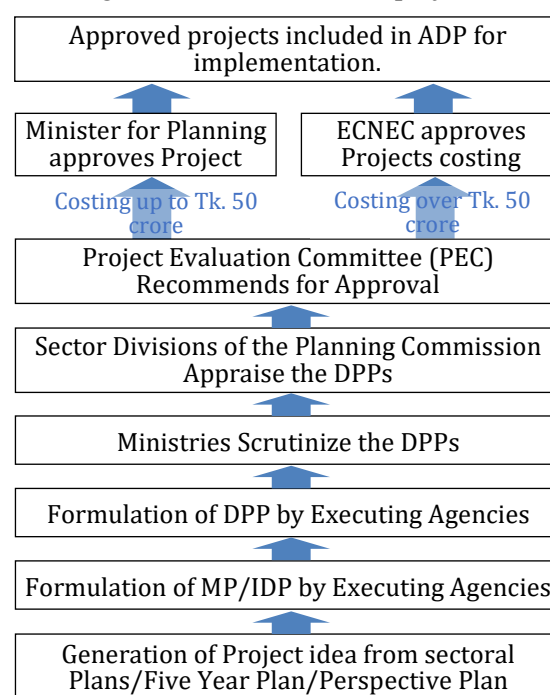 Approved projects included in ADP for
implementation.
Minister for Planning
approves Project
ECNEC approves
Projects costing
Costing up to Tk. 50
crore
Costing over Tk. 50
crore
Project Evaluation Committee (PEC)
Recommends for Approval
Sector Divisions of the Planning Commission
Appraise the DPPs
Ministries Scrutinize the DPPs
Formulation of DPP by Executing Agencies
Formulation of MP/IDP by Executing Agencies
Generation of Project idea from sectoral
Plans/Five Year Plan/Perspective Plan